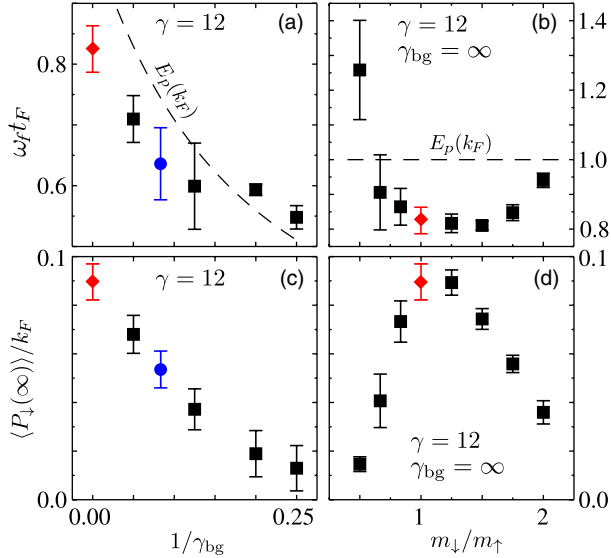 (a)
γ = 12
E_p(k_F)
0.8
0.6
ω_f t_F
(b)
γ = 12
γ_bg = ∞
E_p(k_F)
1.4
1.2
1.0
0.8
(c)
γ = 12
0.1
0.0
⟨P_↓(∞)⟩/k_F
0.00
0.25
1/γ_bg
(d)
γ = 12
γ_bg = ∞
0.1
0.0
1
2
m_↓/m_↑